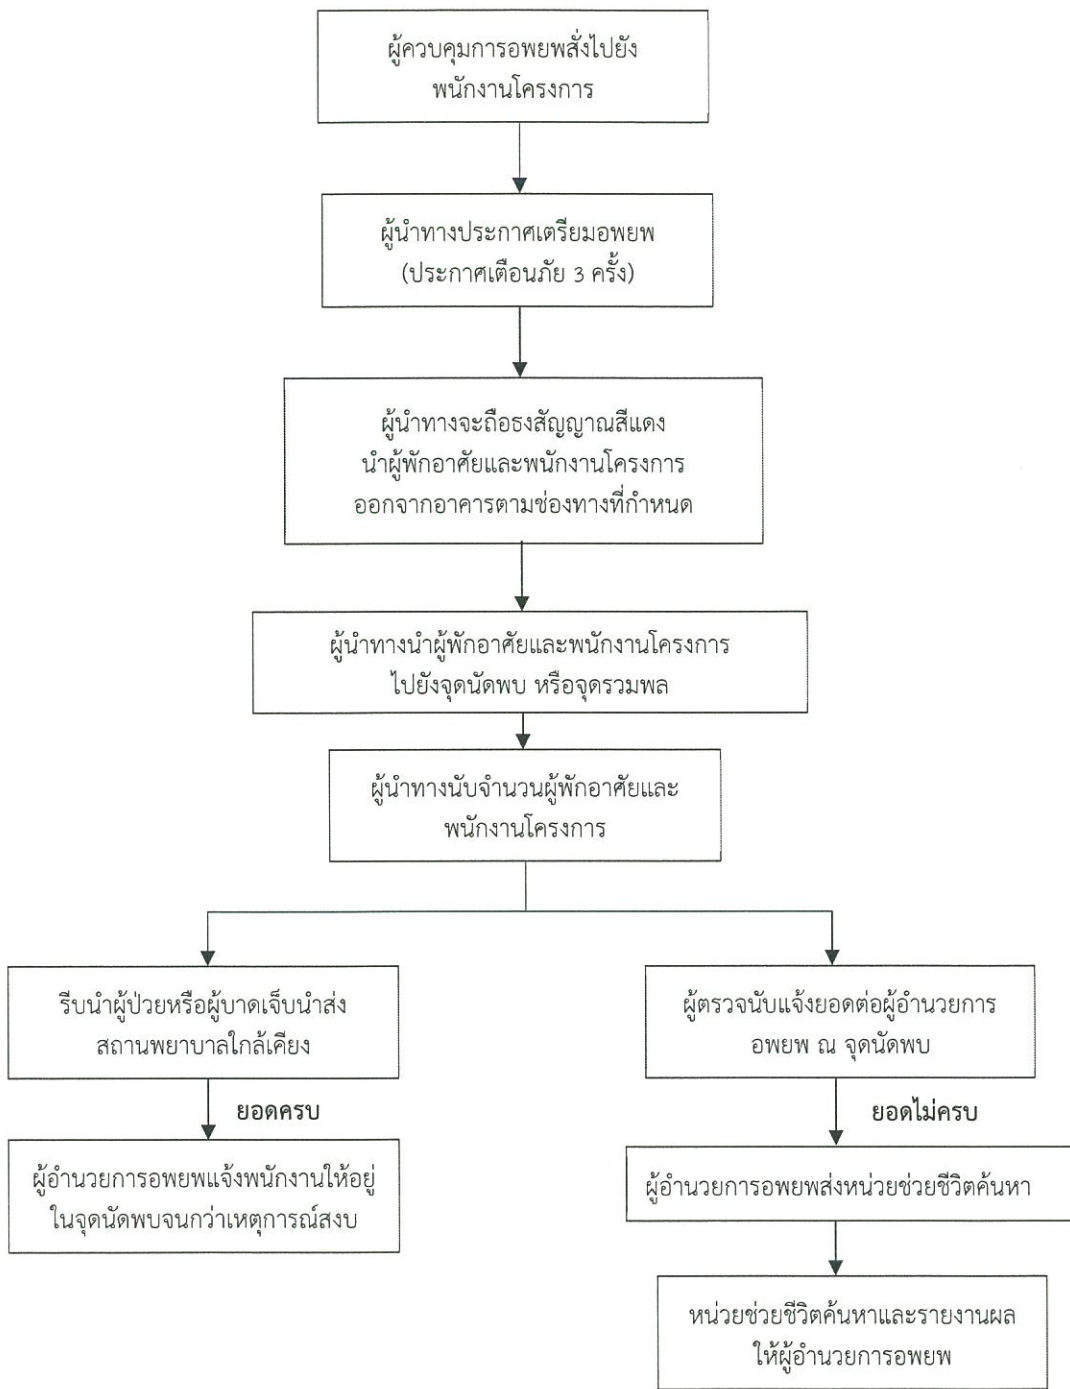 ผู้ควบคุมการอพยพสั่งไปยัง
พนักงานโครงการ
ผู้นำทางประกาศเตรียมอพยพ
(ประกาศเตือนภัย 3 ครั้ง)
ผู้นำทางจะถือธงสัญญาณสีแดง
นำผู้พักอาศัยและพนักงานโครงการ
ออกจากอาคารตามช่องทางที่กำหนด
ผู้นำทางนำผู้พักอาศัยและพนักงานโครงการ
ไปยังจุดนัดพบ หรือจุดรวมพล
ผู้นำทางนับจำนวนผู้พักอาศัยและ
พนักงานโครงการ
รีบนำผู้ป่วยหรือผู้บาดเจ็บนำส่ง
สถานพยาบาลใกล้เคียง
ยอดครบ
ผู้อำนวยการอพยพแจ้งพนักงานให้อยู่
ในจุดนัดพบจนกว่าเหตุการณ์สงบ
ผู้ตรวจนับแจ้งยอดต่อผู้อำนวยการ
อพยพ ณ จุดนัดพบ
ยอดไม่ครบ
ผู้อำนวยการอพยพส่งหน่วยช่วยชีวิตค้นหา
หน่วยช่วยชีวิตค้นหาและรายงานผล
ให้ผู้อำนวยการอพยพ